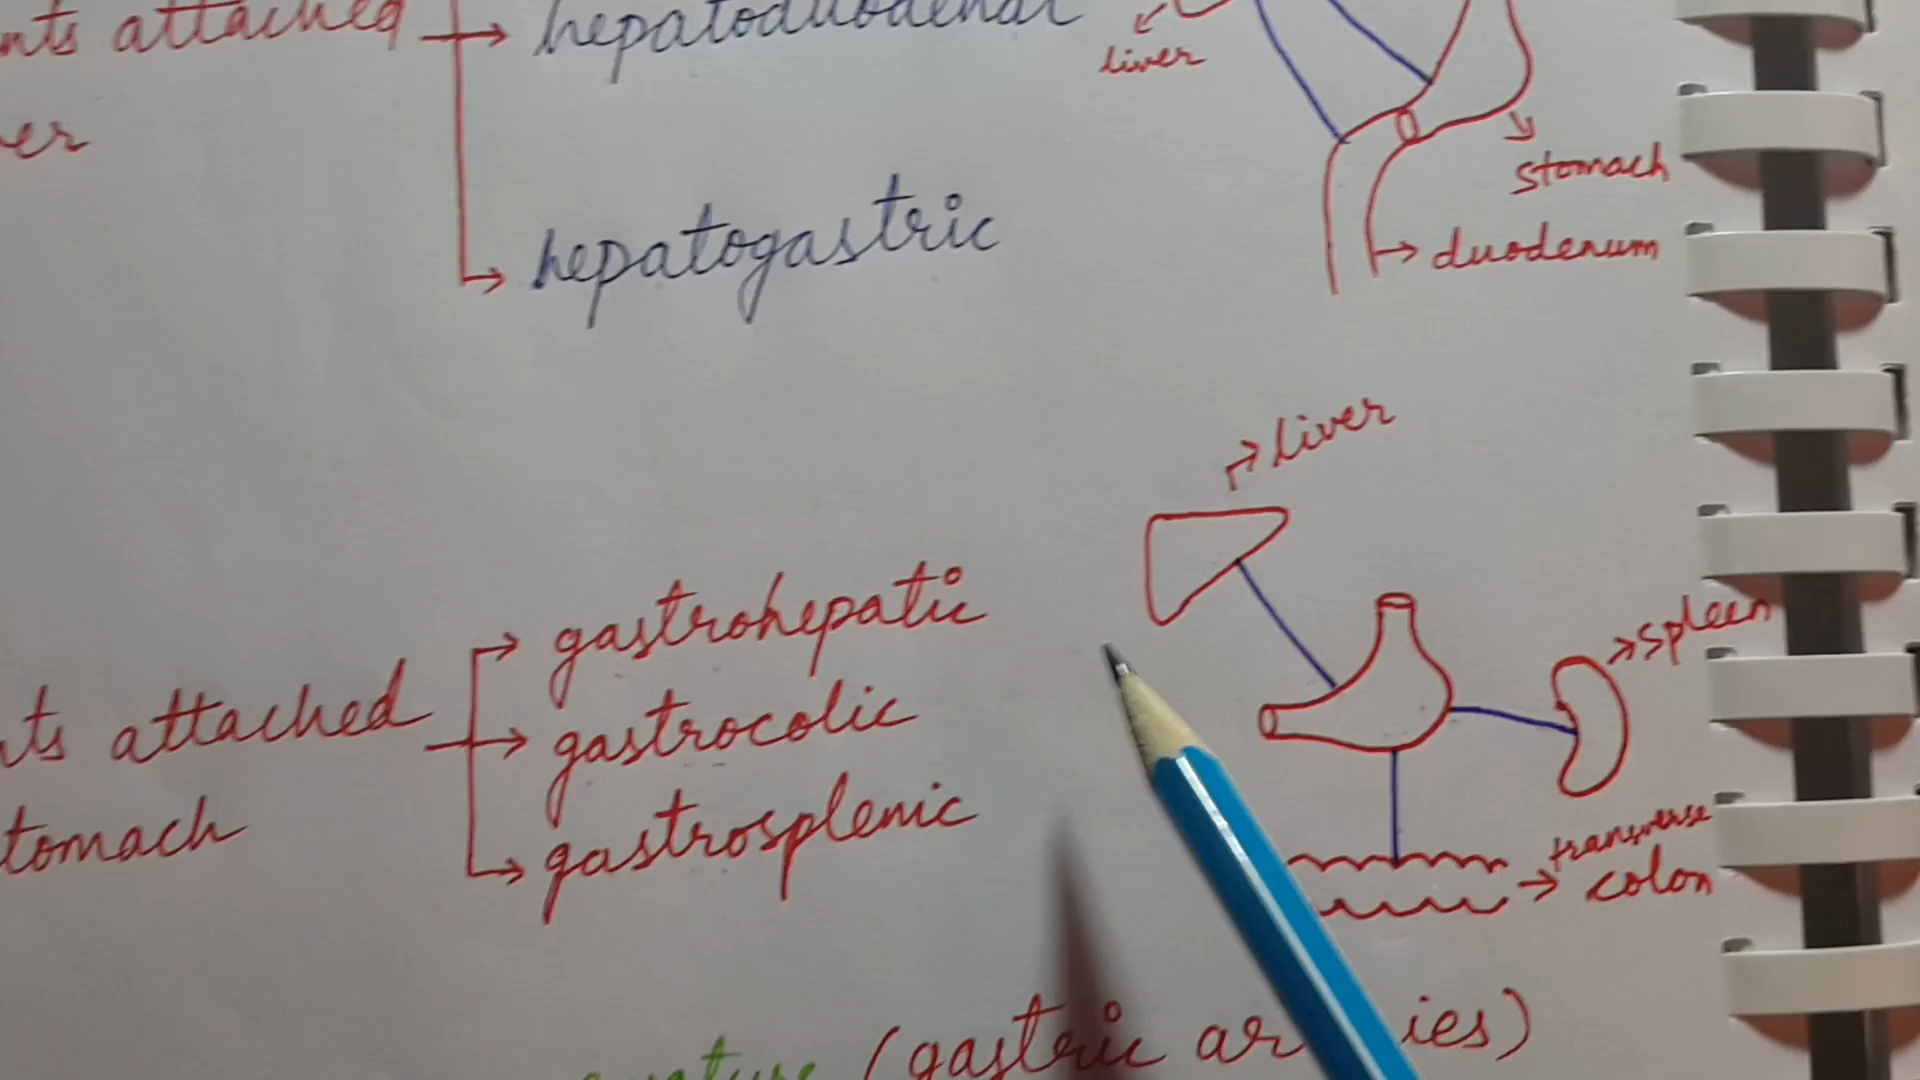 nts attached → hepatoduodenal
liver
er
stomach
hepatogastric
duodenum
liver
gastrohepatic
spleen
ts attached gastrocolic
tomach gastrosplenic
transverse
colon
(gastric ar ies)